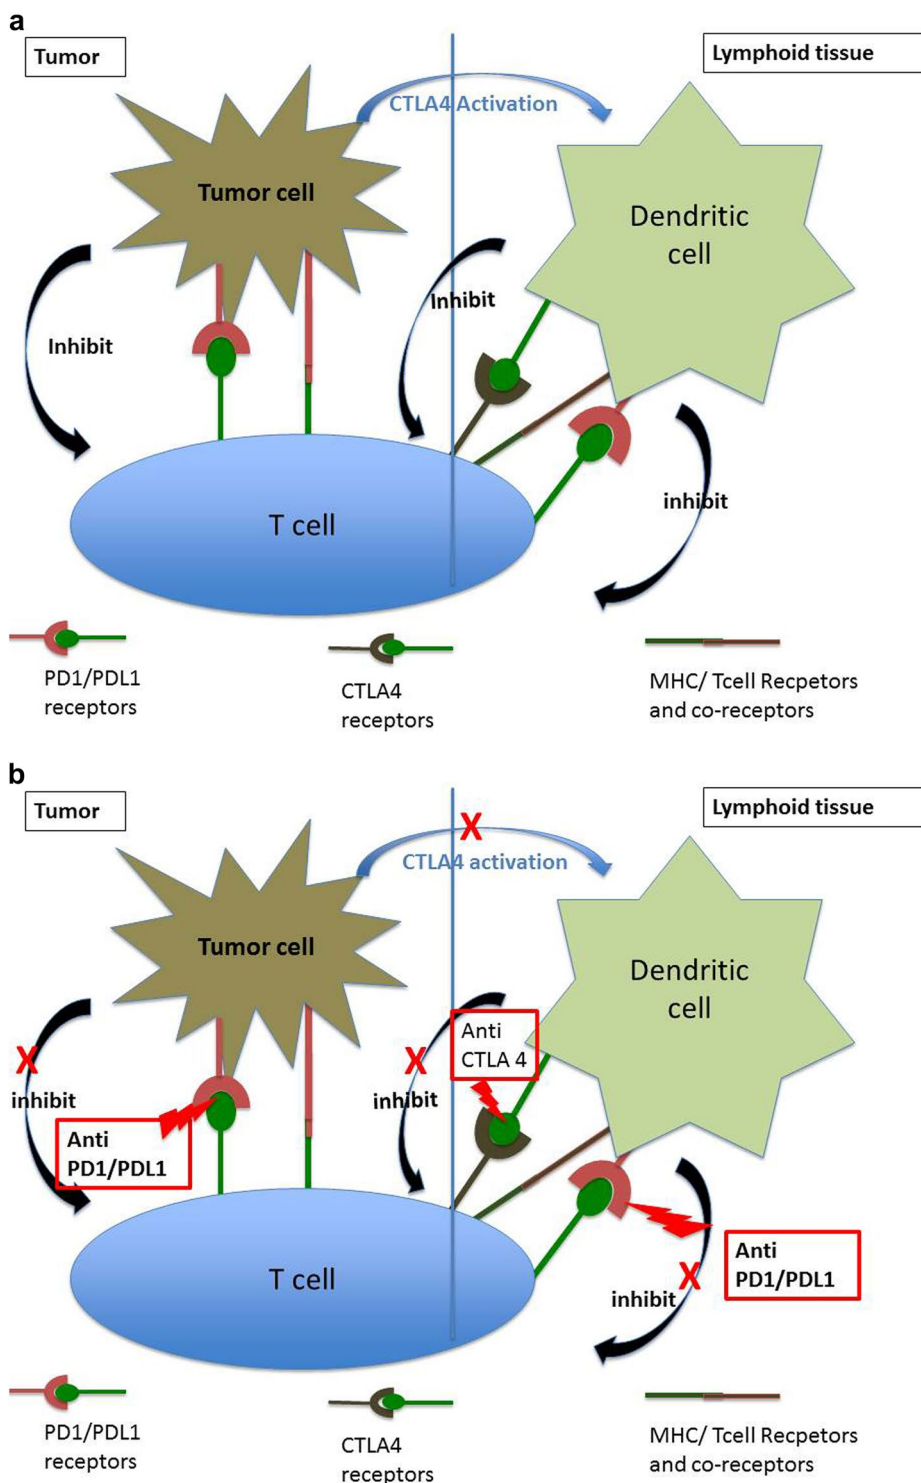 a
Tumor
Lymphoid tissue
CTLA4 Activation
Tumor cell
Dendritic
cell
Inhibit
Inhibit
inhibit
T cell
PD1/PDL1
receptors
CTLA4
receptors
MHC/ Tcell Recpetors
and co-receptors
b
Tumor
Lymphoid tissue
X
CTLA4 activation
Tumor cell
Dendritic
cell
Anti
CTLA 4
X
inhibit
X
inhibit
Anti
PD1/PDL1
Anti
PD1/PDL1
X
inhibit
T cell
PD1/PDL1
receptors
CTLA4
receptors
MHC/ Tcell Recpetors
and co-receptors